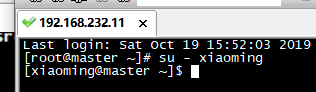 192.168.232.11
Last login: Sat Oct 19 15:52:03 2019
[root@master ~]# su - xiaoming
[xiaoming@master ~]$